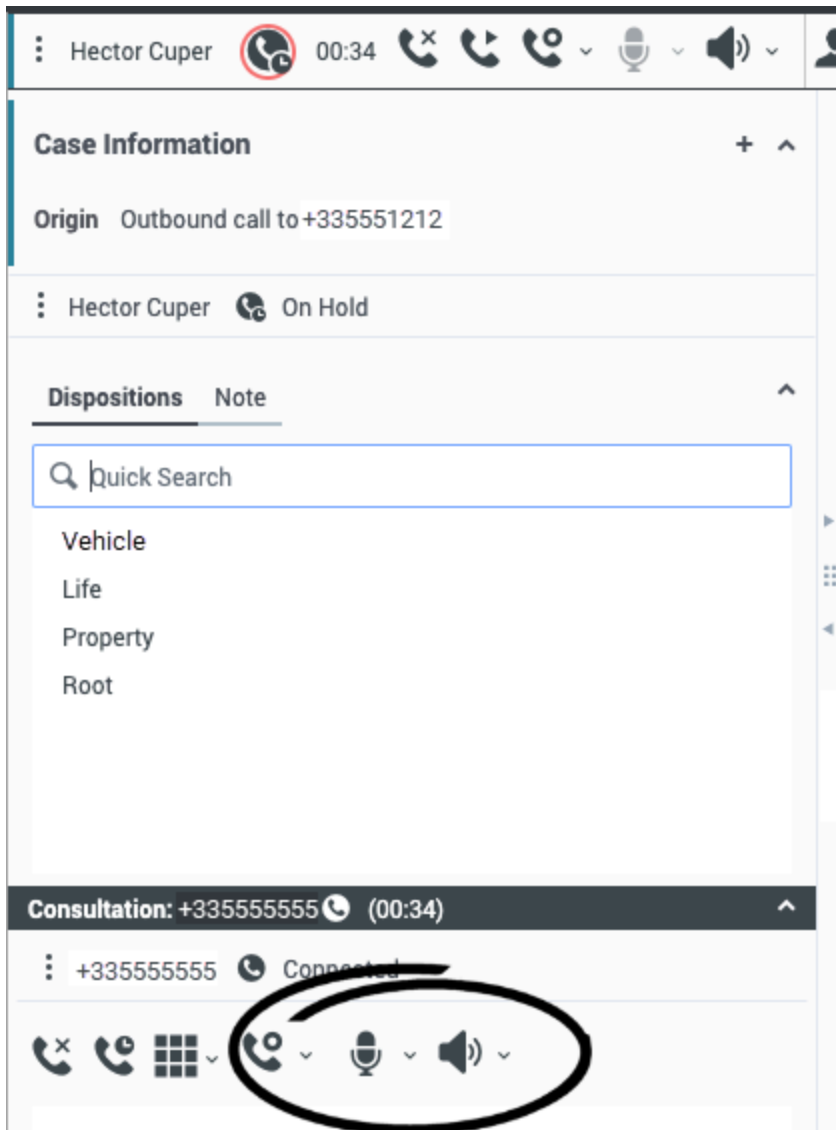 Hector Cuper 00:34
Case Information
Origin Outbound call to +335551212
Hector Cuper On Hold
Dispositions Note
Quick Search
Vehicle
Life
Property
Root
Consultation: +335555555 (00:34)
+335555555 Connected